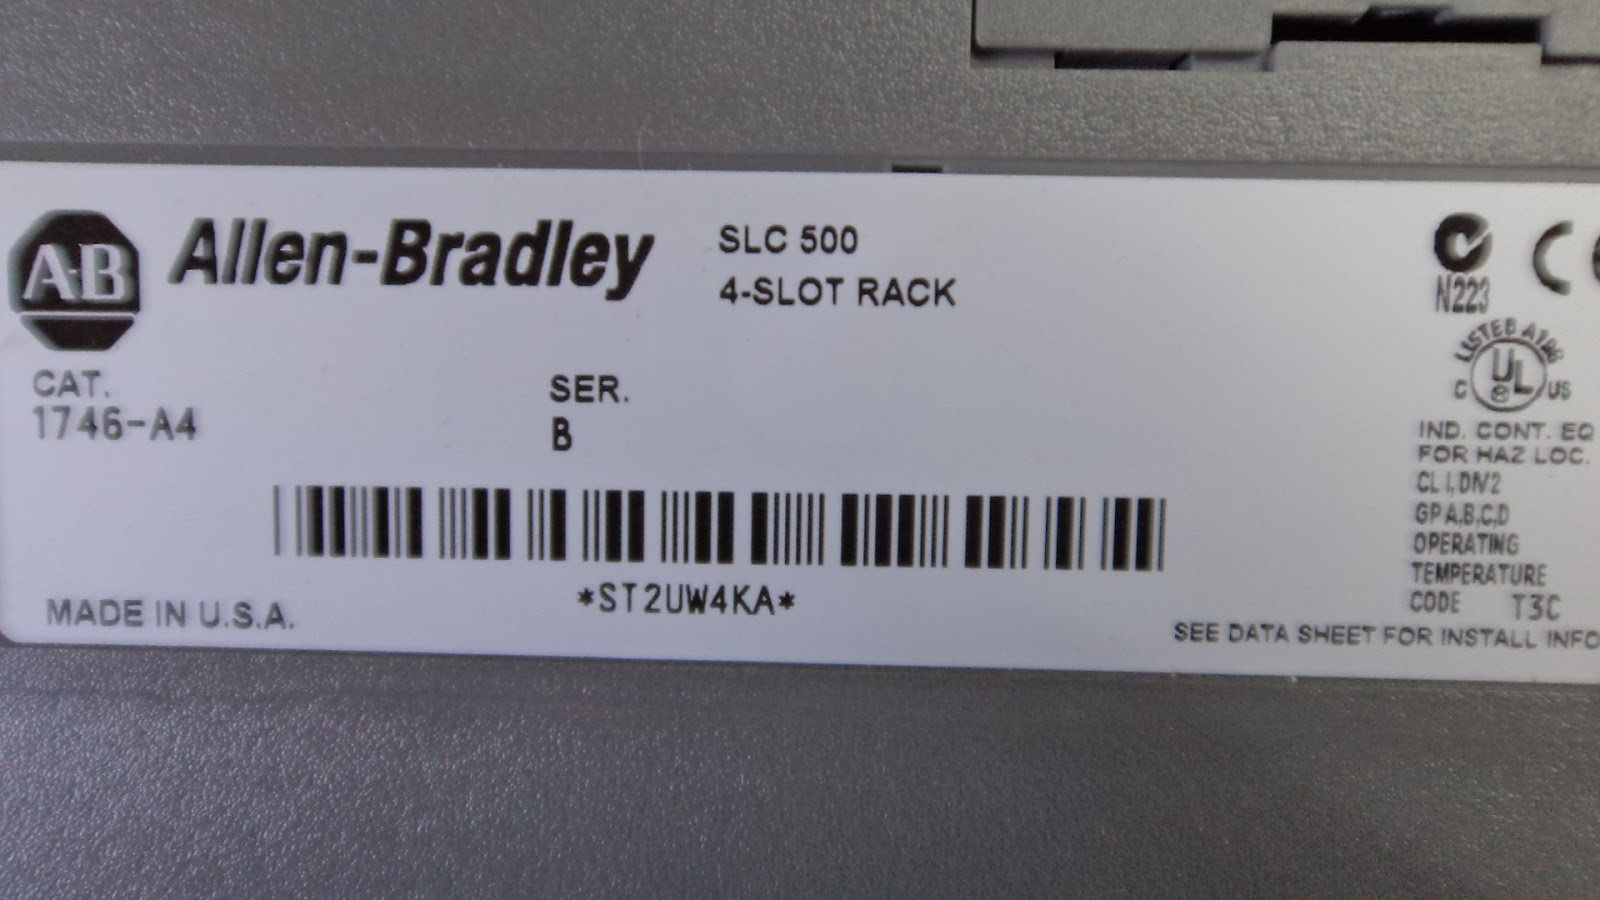 A-B Allen-Bradley
SLC 500
4-SLOT RACK
CAT.
1746-A4
SER.
B
*ST2UW4KA*
MADE IN U.S.A.
N223
C
LISTED
C UL US
IND. CONT. EQ
FOR HAZ LOC.
CL I, DIV2
GP A,B,C,D
OPERATING
TEMPERATURE
CODE T3C
SEE DATA SHEET FOR INSTALL INFO